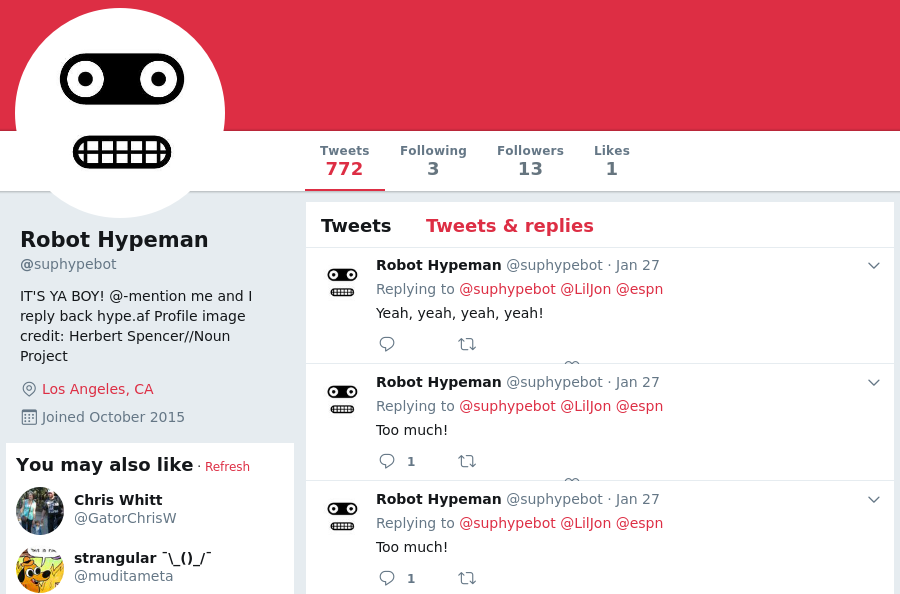 Tweets
772
Following
3
Followers
13
Likes
1
Robot Hypeman
@suphypebot
IT'S YA BOY! @-mention me and I
reply back hype.af Profile image
credit: Herbert Spencer//Noun
Project
Los Angeles, CA
Joined October 2015
You may also like · Refresh
Chris Whitt
@GatorChrisW
strangular ¯\_()_/¯
@muditameta
Tweets Tweets & replies
Robot Hypeman @suphypebot · Jan 27
Replying to @suphypebot @LilJon @espn
Yeah, yeah, yeah, yeah!
Robot Hypeman @suphypebot · Jan 27
Replying to @suphypebot @LilJon @espn
Too much!
1
Robot Hypeman @suphypebot · Jan 27
Replying to @suphypebot @LilJon @espn
Too much!
1